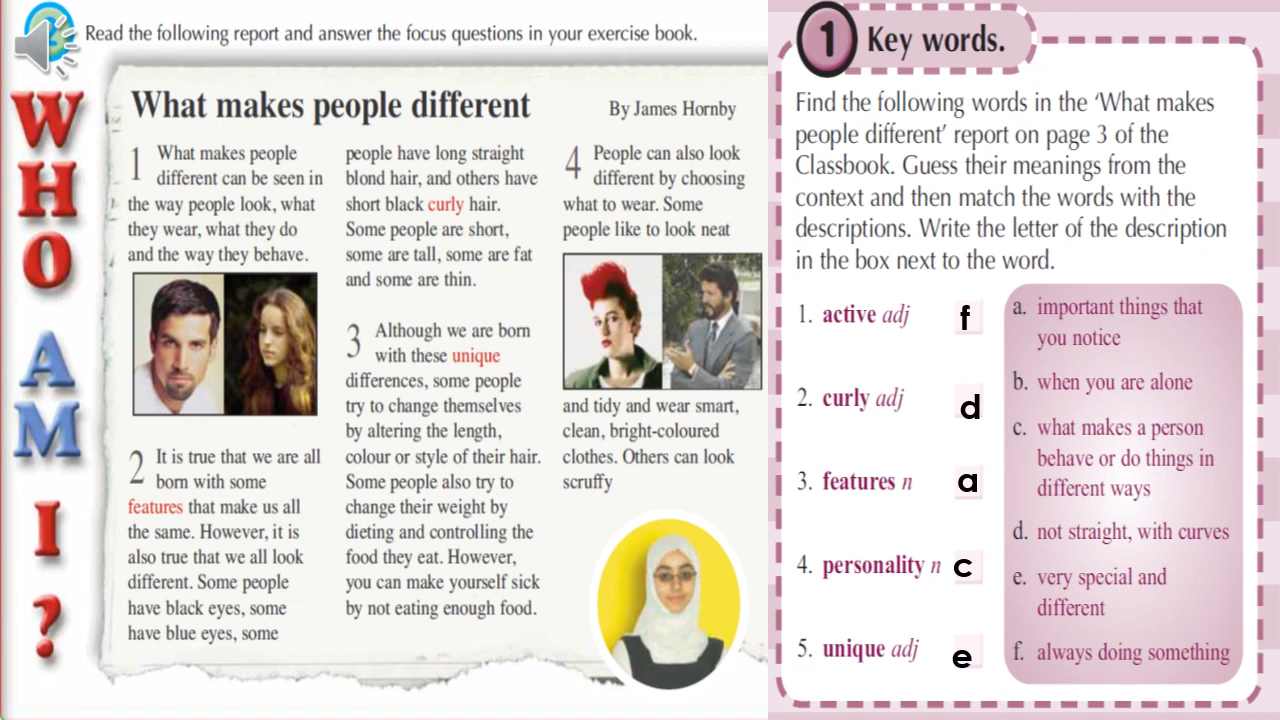 Read the following report and answer the focus questions in your exercise book.
WHO
AM
I
?
What makes people different
By James Hornby
1 What makes people
different can be seen in
the way people look, what
they wear, what they do
and the way they behave.
2 It is true that we are all
born with some
features that make us all
the same. However, it is
also true that we all look
different. Some people
have black eyes, some
have blue eyes, some
people have long straight
blond hair, and others have
short black curly hair.
Some people are short,
some are tall, some are fat
and some are thin.
3 Although we are born
with these unique
differences, some people
try to change themselves
by altering the length,
colour or style of their hair.
Some people also try to
change their weight by
dieting and controlling the
food they eat. However,
you can make yourself sick
by not eating enough food.
4 People can also look
different by choosing
what to wear. Some
people like to look neat
and tidy and wear smart,
clean, bright-coloured
clothes. Others can look
scruffy
1 Key words.
Find the following words in the ‘What makes
people different’ report on page 3 of the
Classbook. Guess their meanings from the
context and then match the words with the
descriptions. Write the letter of the description
in the box next to the word.
1. active adj f
2. curly adj d
3. features n a
4. personality n c
5. unique adj e
a. important things that
you notice
b. when you are alone
c. what makes a person
behave or do things in
different ways
d. not straight, with curves
e. very special and
different
f. always doing something